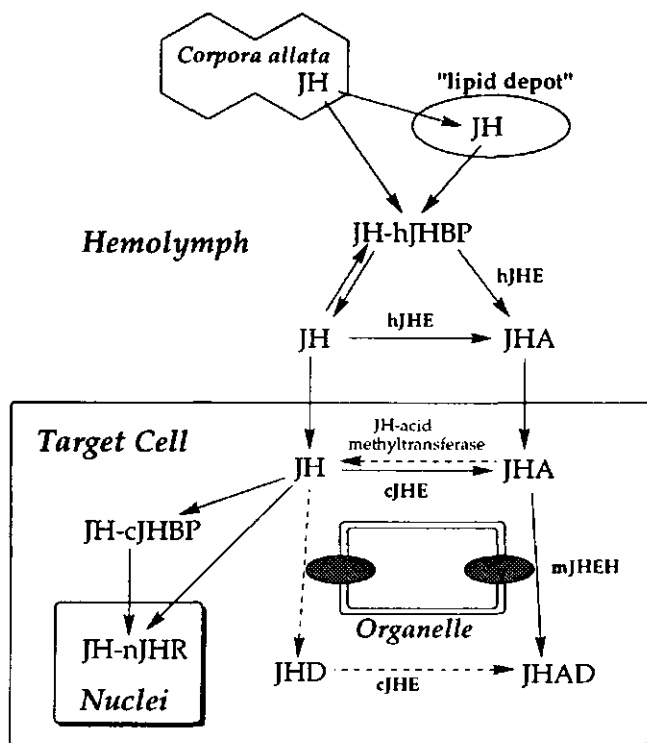 Corpora allata
JH
"lipid depot"
JH
Hemolymph
JH-hJHBP
hJHE
JH
hJHE
JHA
Target Cell
JH-acid
methyltransferase
JH
cJHE
JHA
JH-cJHBP
mJHEH
Organelle
JH-nJHR
Nuclei
JHD
cJHE
JHAD